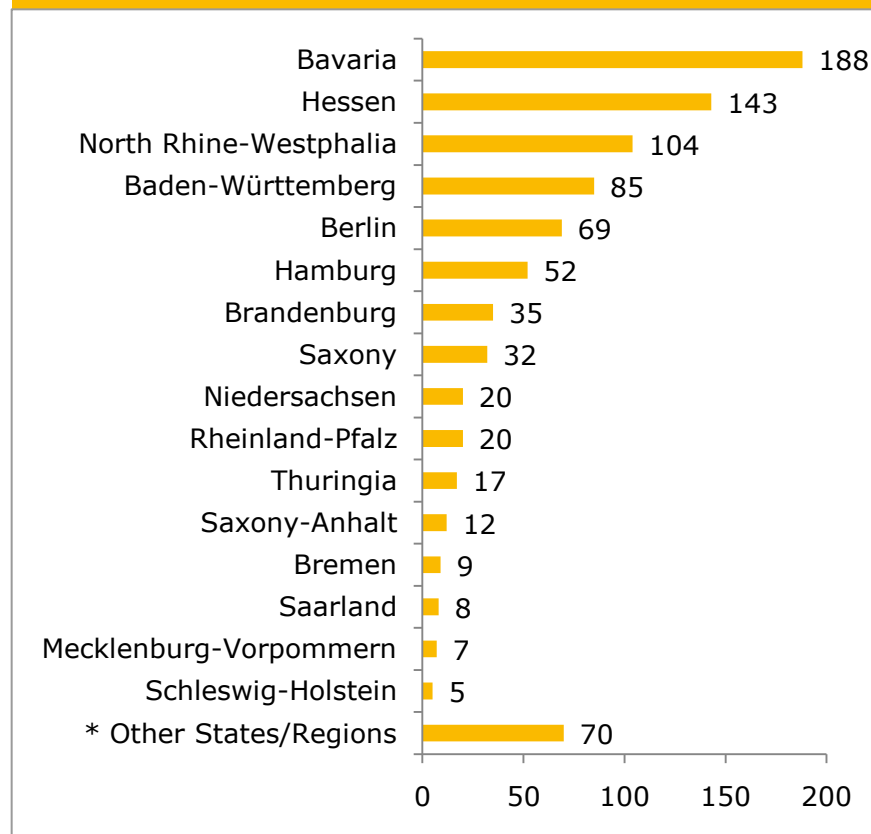 Bavaria 188
Hessen 143
North Rhine-Westphalia 104
Baden-Württemberg 85
Berlin 69
Hamburg 52
Brandenburg 35
Saxony 32
Niedersachsen 20
Rheinland-Pfalz 20
Thuringia 17
Saxony-Anhalt 12
Bremen 9
Saarland 8
Mecklenburg-Vorpommern 7
Schleswig-Holstein 5
* Other States/Regions 70
0 50 100 150 200